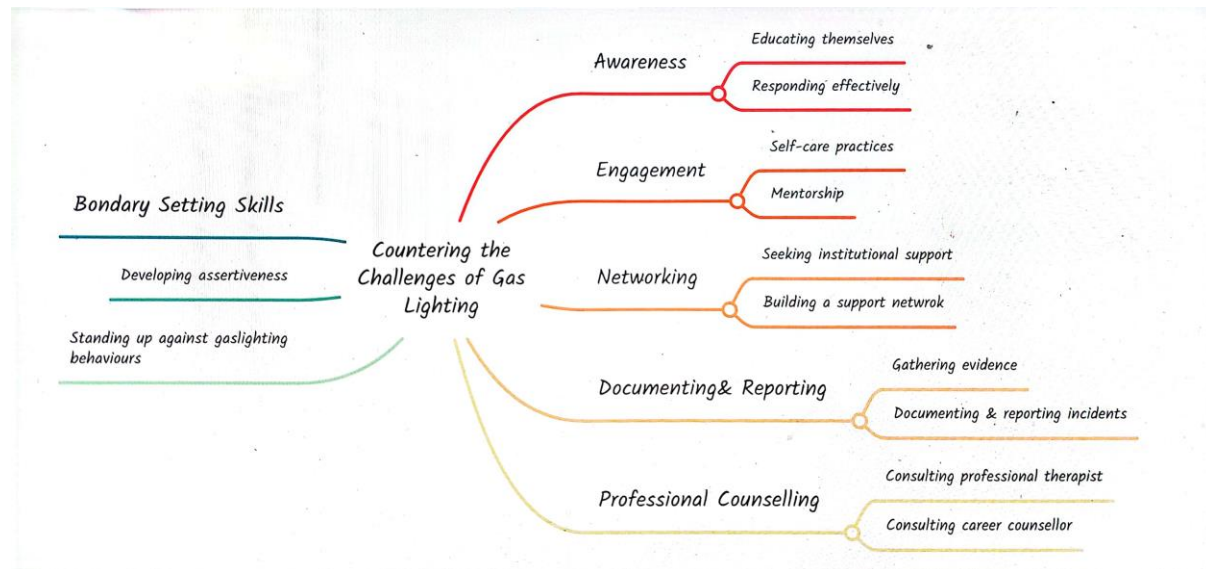 Bondary Setting Skills
Developing assertiveness
Standing up against gaslighting
behaviours
Countering the
Challenges of Gas
Lighting
Awareness
Educating themselves
Responding effectively
Engagement
Self-care practices
Mentorship
Networking
Seeking institutional support
Building a support netwrok
Documenting& Reporting
Gathering evidence
Documenting & reporting incidents
Professional Counselling
Consulting professional therapist
Consulting career counsellor